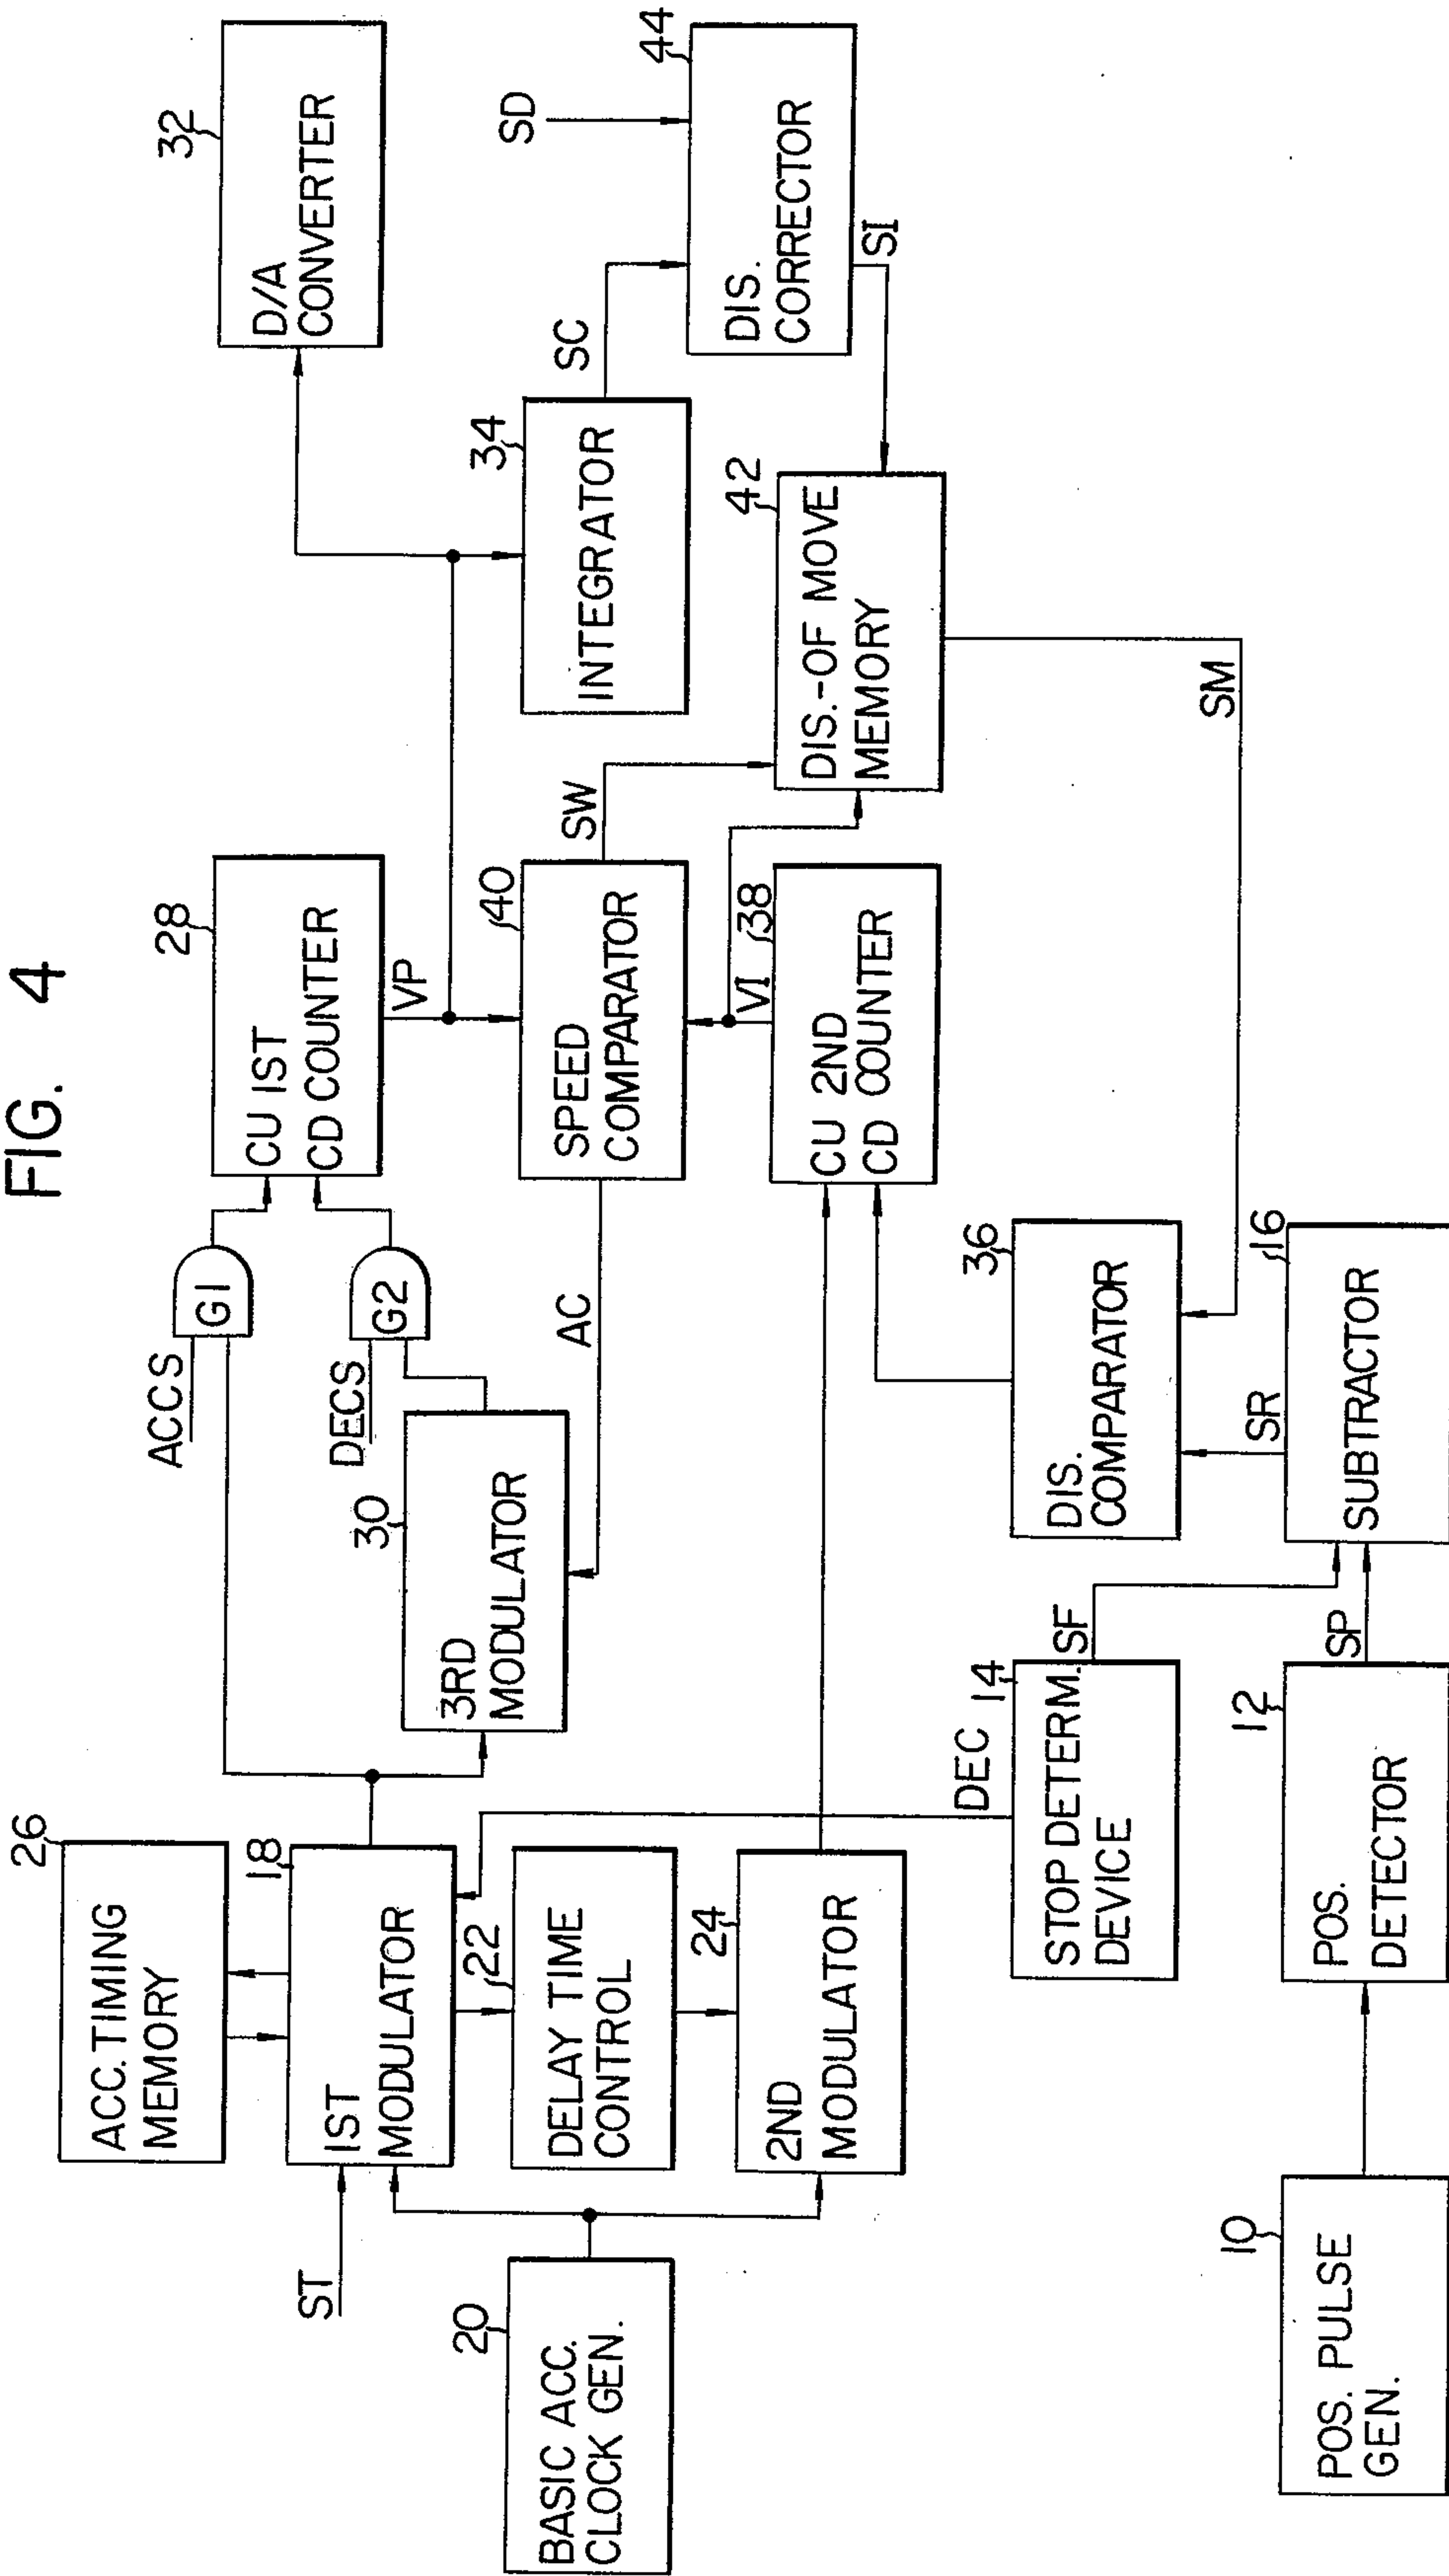 FIG. 4
ACC. TIMING
MEMORY
26
ST
IST
MODULATOR
18
BASIC ACC.
CLOCK GEN.
20
DELAY TIME
CONTROL
22
2ND
MODULATOR
24
ACCS
G1
DECS
G2
3RD
MODULATOR
30
AC
CU IST
CD COUNTER
28
VP
D/A
CONVERTER
32
SPEED
COMPARATOR
40
SW
INTEGRATOR
34
SC
SD
DIS.
CORRECTOR
44
SI
CU 2ND
CD COUNTER
38
VI
DIS.-OF MOVE
MEMORY
42
SM
DEC
STOP DETERM.
DEVICE
14
SF
DIS.
COMPARATOR
36
SR
POS. PULSE
GEN.
10
POS.
DETECTOR
12
SP
SUBTRACTOR
16